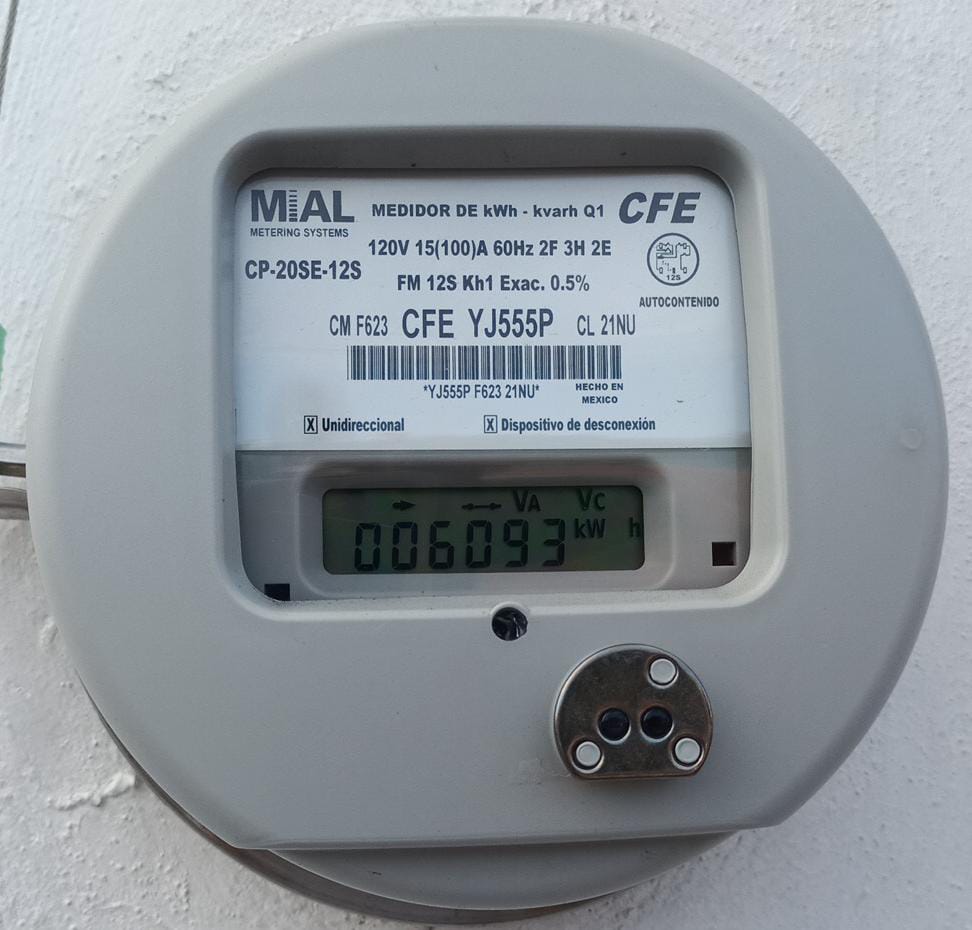 MIAL MEDIDOR DE kWh - kvarh Q1 CFE
METERING SYSTEMS
120V 15(100)A 60Hz 2F 3H 2E
CP-20SE-12S
FM 12S Kh1 Exac. 0.5%
12S
AUTOCONTENIDO
CM F623 CFE YJ555P CL 21NU
*YJ555P F623 21NU*
HECHO EN
MEXICO
X Unidireccional X Dispositivo de desconexión
VA VC
006093 kW h